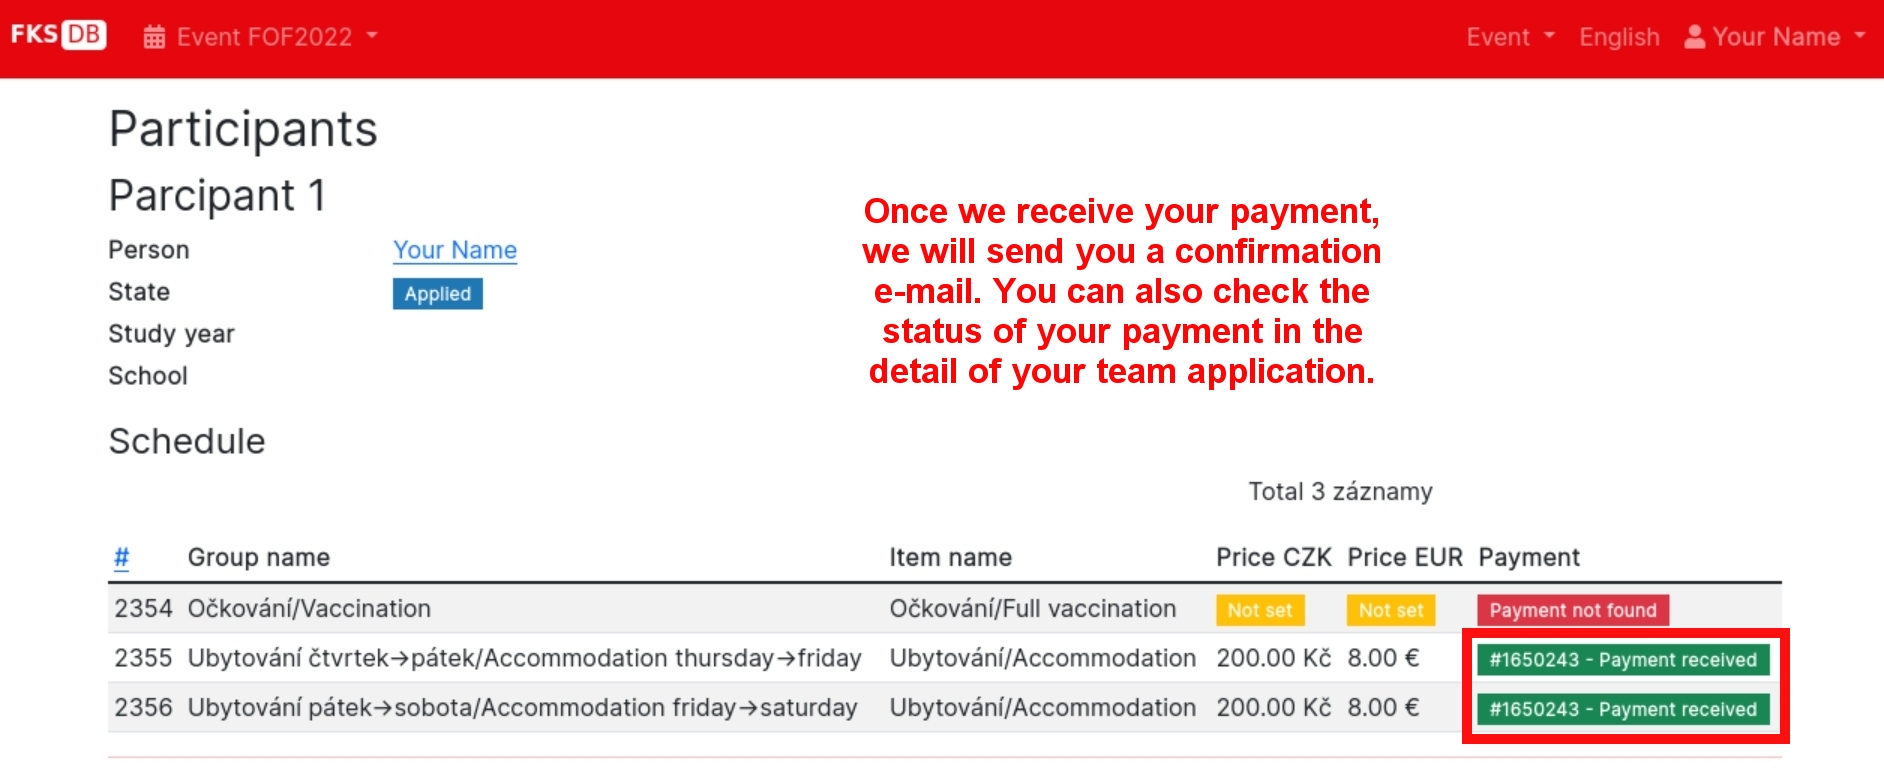 FKS DB Event FOF2022 Event English Your Name
Participants
Parcipant 1
Person Your Name
State Applied
Study year
School
Once we receive your payment,
we will send you a confirmation
e-mail. You can also check the
status of your payment in the
detail of your team application.
Schedule
Total 3 záznamy
# Group name Item name Price CZK Price EUR Payment
2354 Očkování/Vaccination Očkování/Full vaccination Not set Not set Payment not found
2355 Ubytování čtvrtek→pátek/Accommodation thursday→friday Ubytování/Accommodation 200.00 Kč 8.00 € #1650243 - Payment received
2356 Ubytování pátek→sobota/Accommodation friday→saturday Ubytování/Accommodation 200.00 Kč 8.00 € #1650243 - Payment received